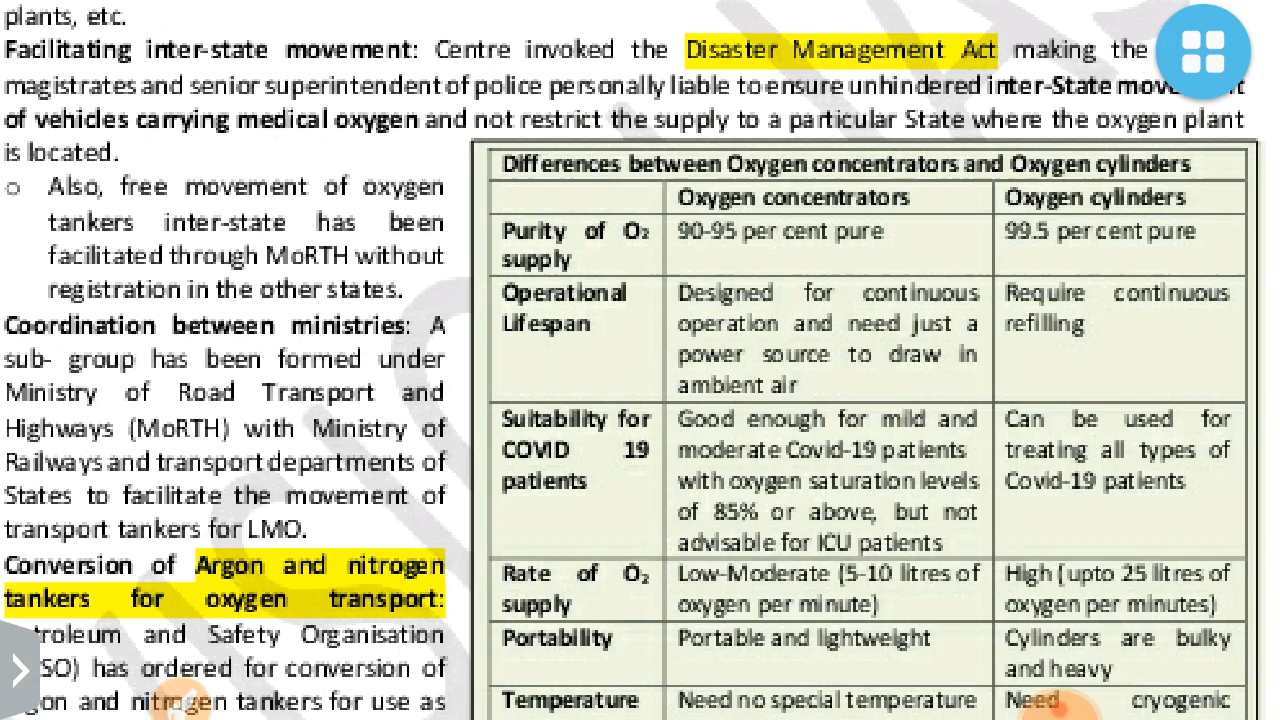 plants, etc.
Facilitating inter-state movement: Centre invoked the Disaster Management Act making the
magistrates and senior superintendent of police personally liable to ensure unhindered inter-State
of vehicles carrying medical oxygen and not restrict the supply to a particular State where the oxygen plant
is located.
o Also, free movement of oxygen
tankers inter-state has been
facilitated through MoRTH without
registration in the other states.
Coordination between ministries: A
sub- group has been formed under
Ministry of Road Transport and
Highways (MoRTH) with Ministry of
Railways and transport departments of
States to facilitate the movement of
transport tankers for LMO.
Conversion of Argon and nitrogen
tankers for oxygen transport:
and Safety Organisation
has ordered for conversion of
and nitrogen tankers for use as
Differences between Oxygen concentrators and Oxygen cylinders
Oxygen concentrators Oxygen cylinders
Purity of O₂ 90-95 per cent pure 99.5 per cent pure
supply
Operational Designed for continuous Require continuous
Lifespan operation and need just a refilling
power source to draw in
ambient air
Suitability for Good enough for mild and Can be used for
COVID 19 moderate Covid-19 patients treating all types of
patients with oxygen saturation levels Covid-19 patients
of 85% or above, but not
advisable for ICU patients
Rate of O₂ Low-Moderate (5-10 litres of High (upto 25 litres of
supply oxygen per minute) oxygen per minutes)
Portability Portable and lightweight Cylinders are bulky
and heavy
Temperature Need no special temperature Need cryogenic